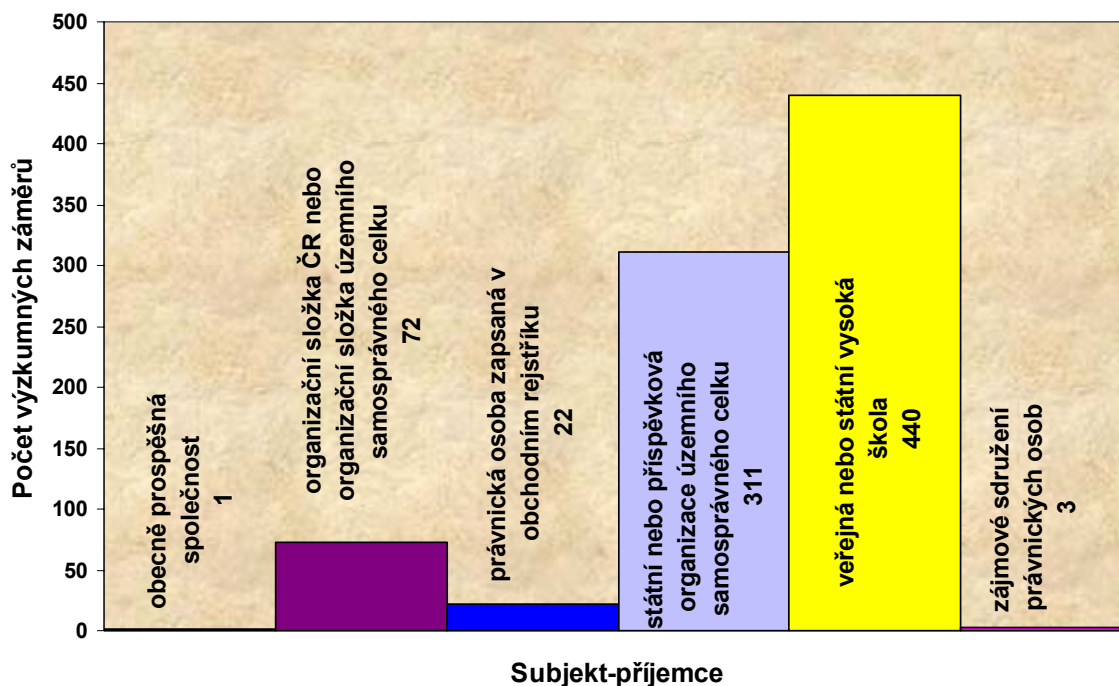 Počet výzkumných záměrů
500
450
400
350
300
250
200
150
100
50
0
obecně prospěšná
společnost
1
organizační složka ČR nebo
organizační složka územního
samosprávného celku
72
právnická osoba zapsaná v
obchodním rejstříku
22
státní nebo příspěvková
organizace územního
samosprávného celku
311
veřejná nebo státní vysoká
škola
440
zájmové sdružení
právnických osob
3
Subjekt-příjemce